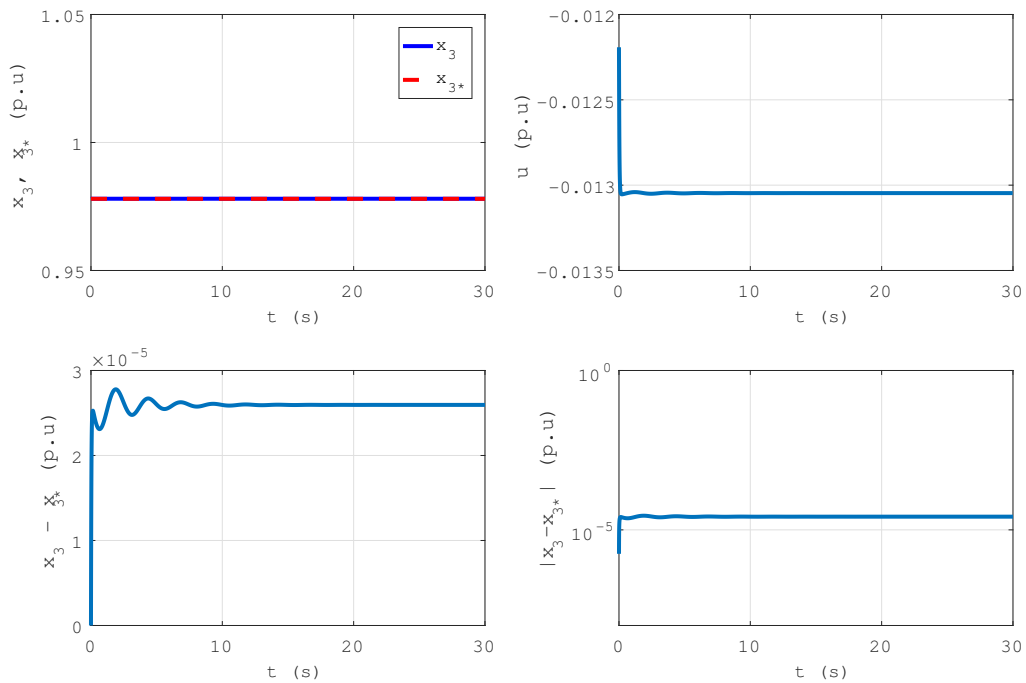 1.05
1
0.95
x3, x3* (p.u)
x3
x3*
0 10 20 30
t (s)
-0.012
-0.0125
-0.013
-0.0135
u (p.u)
0 10 20 30
t (s)
×10-5
3
2
1
0
x3 - x3* (p.u)
0 10 20 30
t (s)
100
10-5
|x3-x3*| (p.u)
0 10 20 30
t (s)